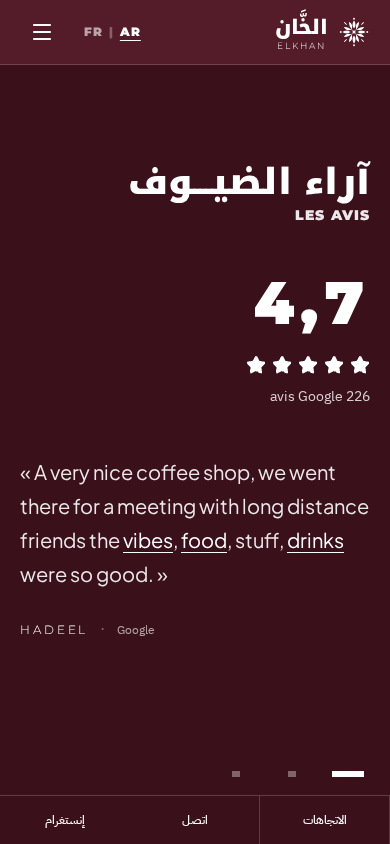 FR | AR
الخَّان
ELKHAN
آراء الضيــوف
LES AVIS
4,7
avis Google 226
« A very nice coffee shop, we went
there for a meeting with long distance
friends the vibes, food, stuff, drinks
were so good. »
HADEEL · Google
الاتجاهات
اتصل
إنستغرام